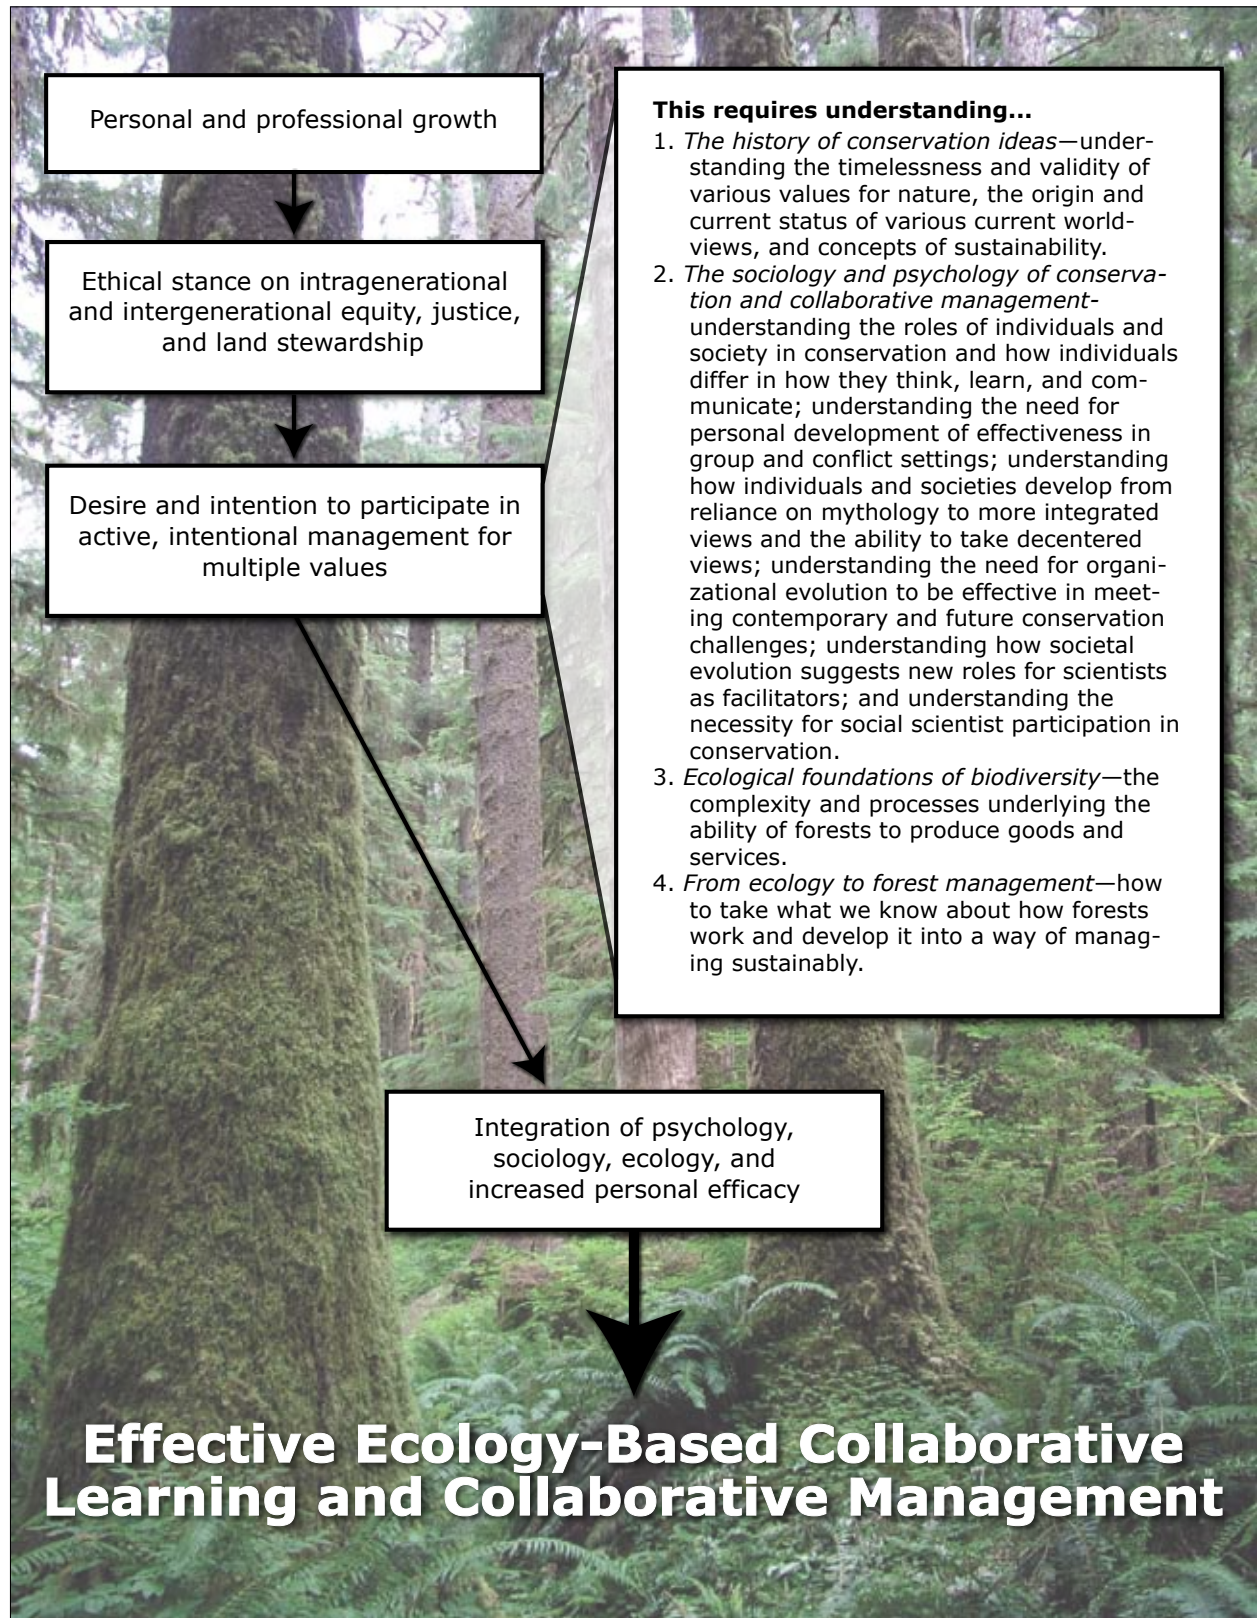 Personal and professional growth
Ethical stance on intragenerational
and intergenerational equity, justice,
and land stewardship
Desire and intention to participate in
active, intentional management for
multiple values
This requires understanding...
1. The history of conservation ideas—under-
standing the timelessness and validity of
various values for nature, the origin and
current status of various current world-
views, and concepts of sustainability.
2. The sociology and psychology of conserva-
tion and collaborative management-
understanding the roles of individuals and
society in conservation and how individuals
differ in how they think, learn, and com-
municate; understanding the need for
personal development of effectiveness in
group and conflict settings; understanding
how individuals and societies develop from
reliance on mythology to more integrated
views and the ability to take decentered
views; understanding the need for organi-
zational evolution to be effective in meet-
ing contemporary and future conservation
challenges; understanding how societal
evolution suggests new roles for scientists
as facilitators; and understanding the
necessity for social scientist participation in
conservation.
3. Ecological foundations of biodiversity—the
complexity and processes underlying the
ability of forests to produce goods and
services.
4. From ecology to forest management—how
to take what we know about how forests
work and develop it into a way of manag-
ing sustainably.
Integration of psychology,
sociology, ecology, and
increased personal efficacy
Effective Ecology-Based Collaborative
Learning and Collaborative Management